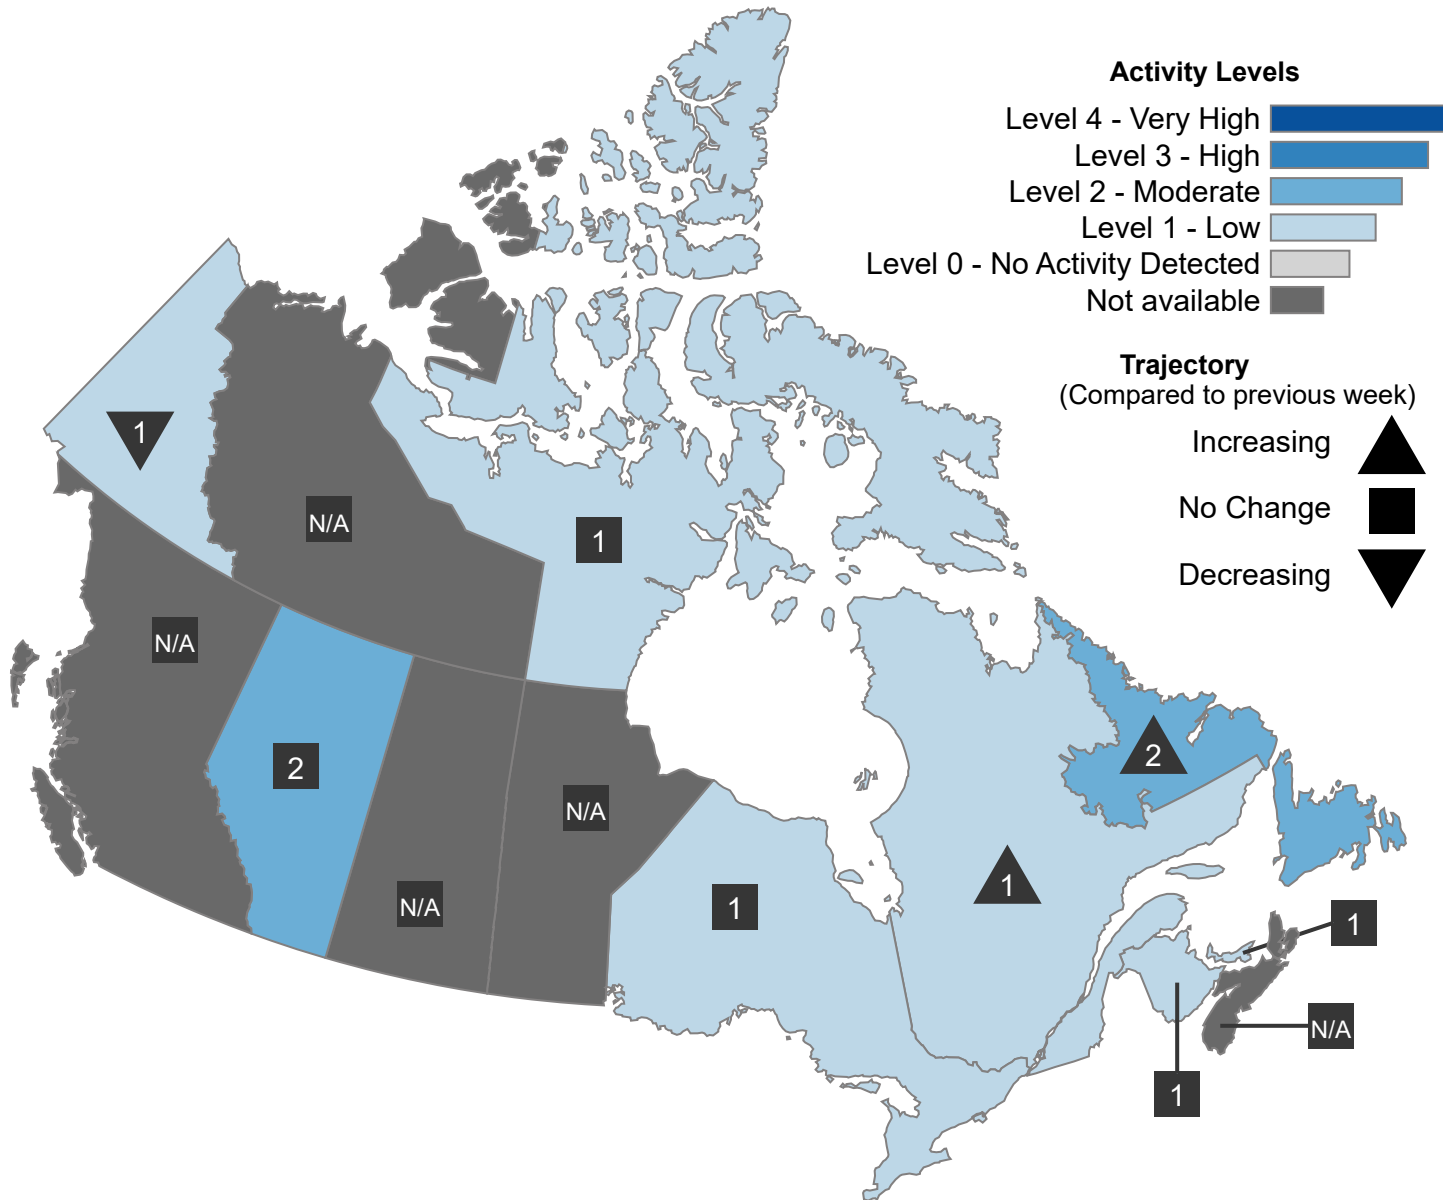 Activity Levels
Level 4 - Very High
Level 3 - High
Level 2 - Moderate
Level 1 - Low
Level 0 - No Activity Detected
Not available
Trajectory
(Compared to previous week)
Increasing
No Change
Decreasing
1
N/A
1
N/A
2
N/A
N/A
1
1
2
1
N/A
1